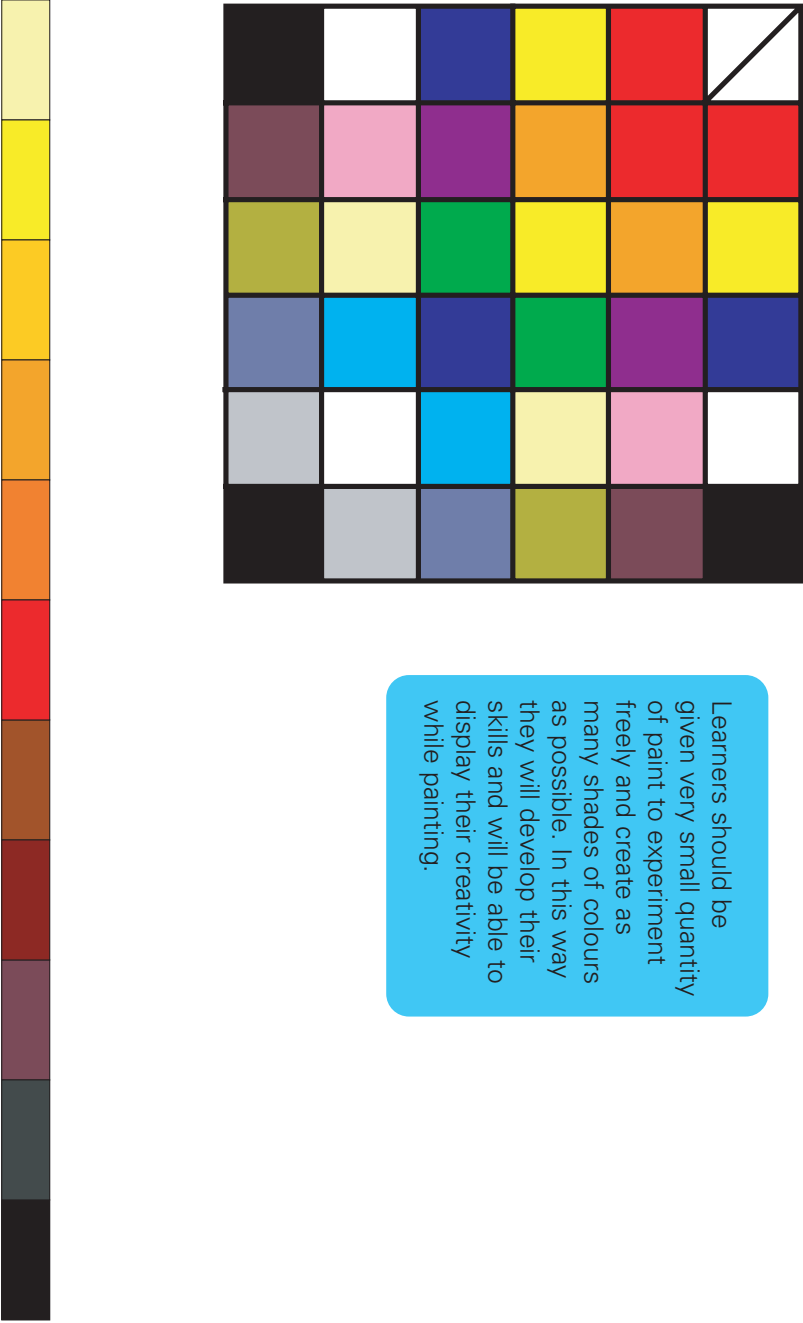 Learners should be
given very small quantity
of paint to experiment
freely and create as
many shades of colours
as possible. In this way
they will develop their
skills and will be able to
display their creativity
while painting.